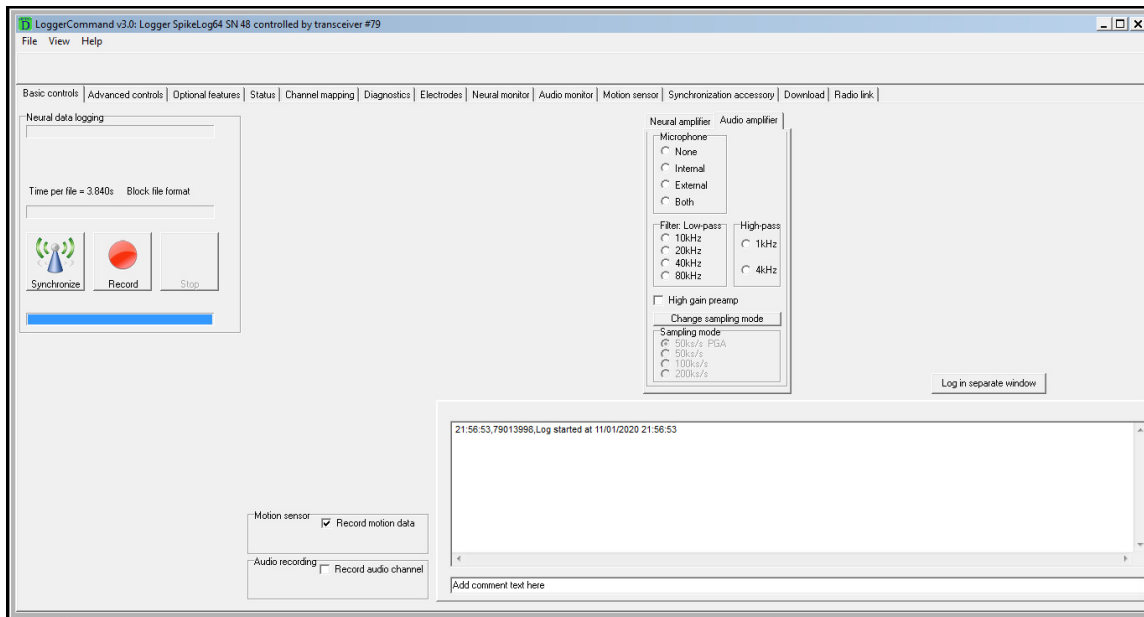 LoggerCommand v3.0: Logger SpikeLog64 SN 48 controlled by transceiver #79
File View Help
Basic controls Advanced controls Optional features Status Channel mapping Diagnostics Electrodes Neural monitor Audio monitor Motion sensor Synchronization accessory Download Radio link
Neural data logging
Time per file = 3.840s Block file format
Synchronize Record Stop
Neural amplifier Audio amplifier
Microphone
None
Internal
External
Both
Filter: Low-pass
10kHz
20kHz
40kHz
80kHz
High-pass
1kHz
4kHz
High gain preamp
Change sampling mode
Sampling mode
50ks/s PGA
50ks/s
100ks/s
200ks/s
Log in separate window
21:56:53,79013998,Log started at 11/01/2020 21:56:53
Motion sensor
Record motion data
Audio recording
Record audio channel
Add comment text here